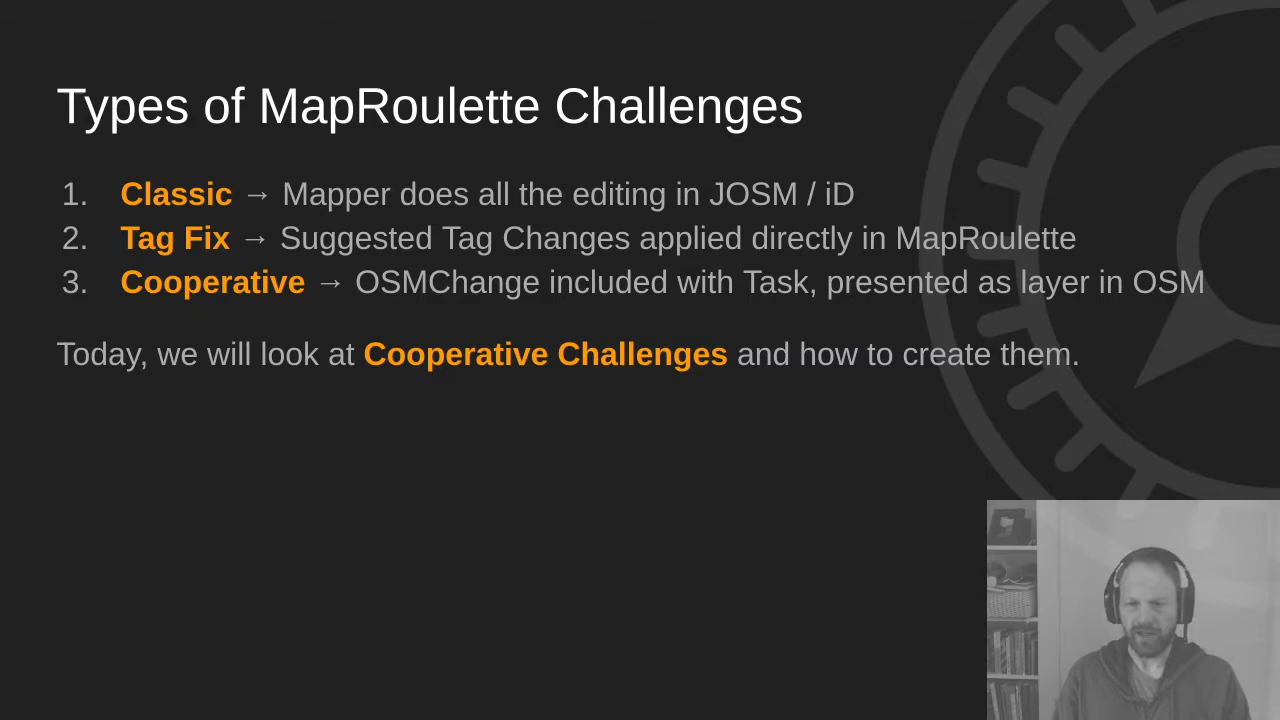 Types of MapRoulette Challenges
1. Classic → Mapper does all the editing in JOSM / iD
2. Tag Fix → Suggested Tag Changes applied directly in MapRoulette
3. Cooperative → OSMChange included with Task, presented as layer in OSM
Today, we will look at Cooperative Challenges and how to create them.